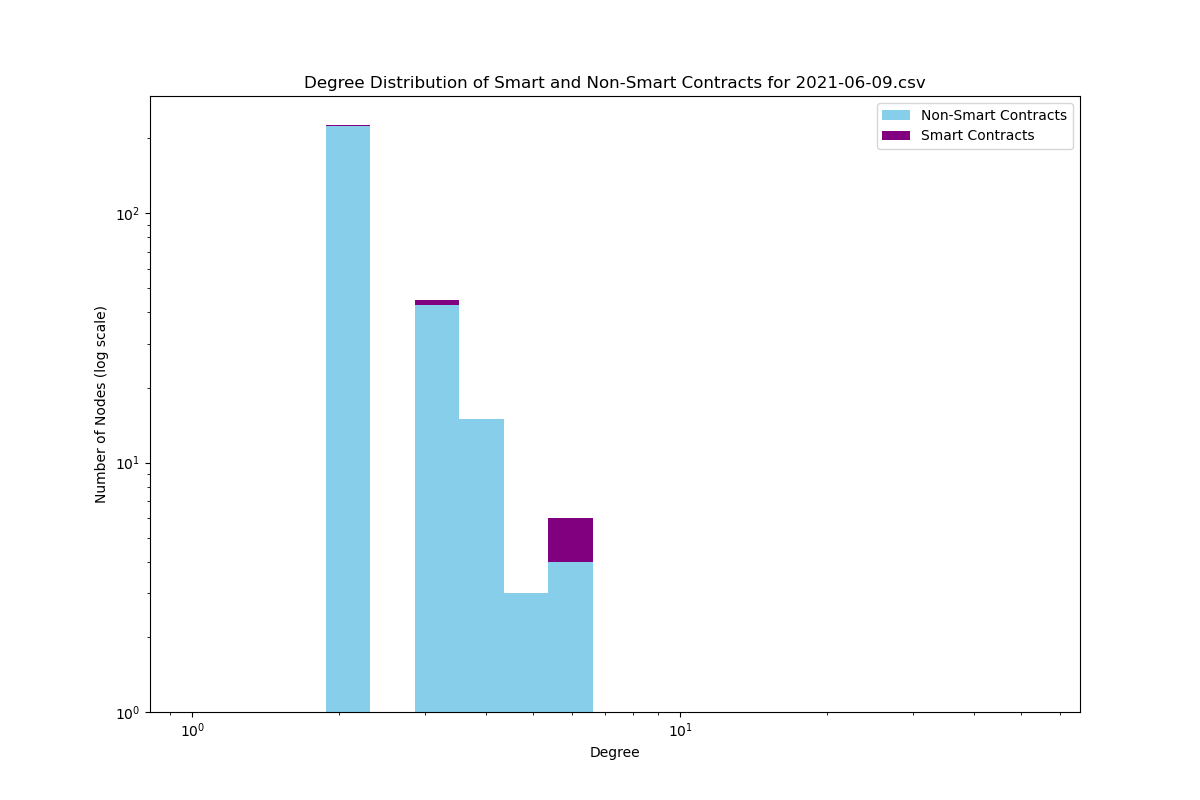 Degree Distribution of Smart and Non-Smart Contracts for 2021-06-09.csv
Non-Smart Contracts
Smart Contracts
Number of Nodes (log scale)
10²
10¹
10⁰
10⁰ 10¹
Degree